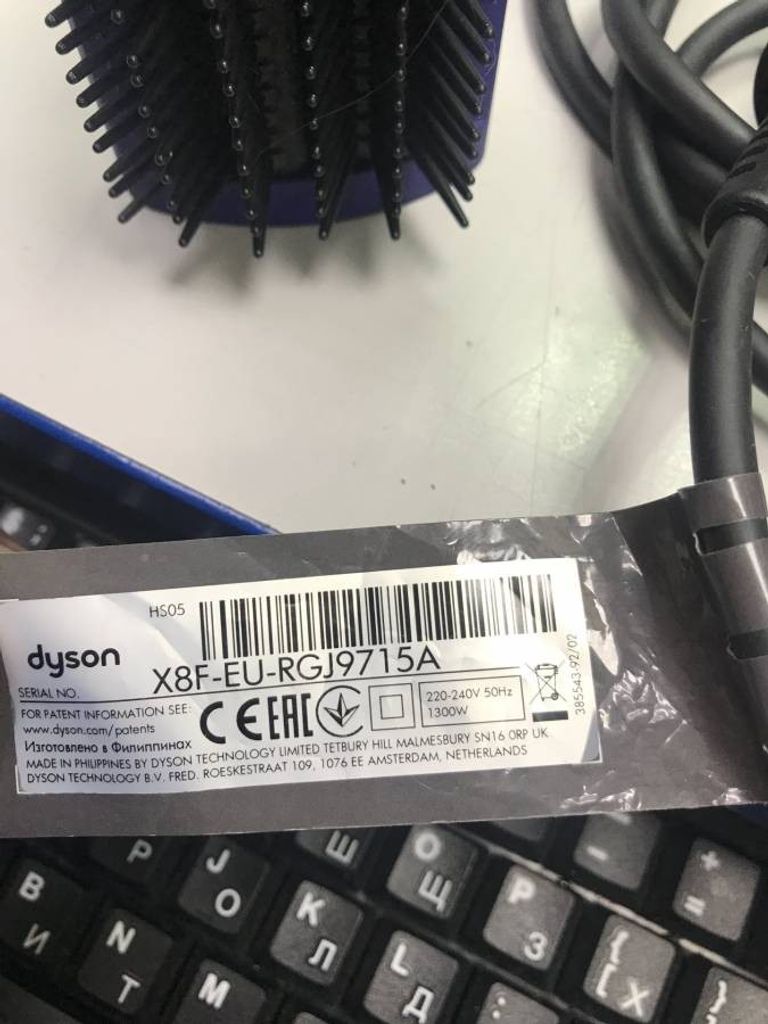 HS05
dyson
SERIAL NO.
X8F-EU-RGJ9715A
FOR PATENT INFORMATION SEE:
www.dyson.com/patents
CE EAC
220-240V 50Hz
1300W
385543-92/02
Изготовлено в Филиппинах
MADE IN PHILIPPINES BY DYSON TECHNOLOGY LIMITED TETBURY HILL MALMESBURY SN16 0RP UK
DYSON TECHNOLOGY B.V. FRED. ROESKESTRAAT 109, 1076 EE AMSTERDAM, NETHERLANDS
Р J О Ш O Щ P З - + =
B И N Т M К Л L Д : { [ Х